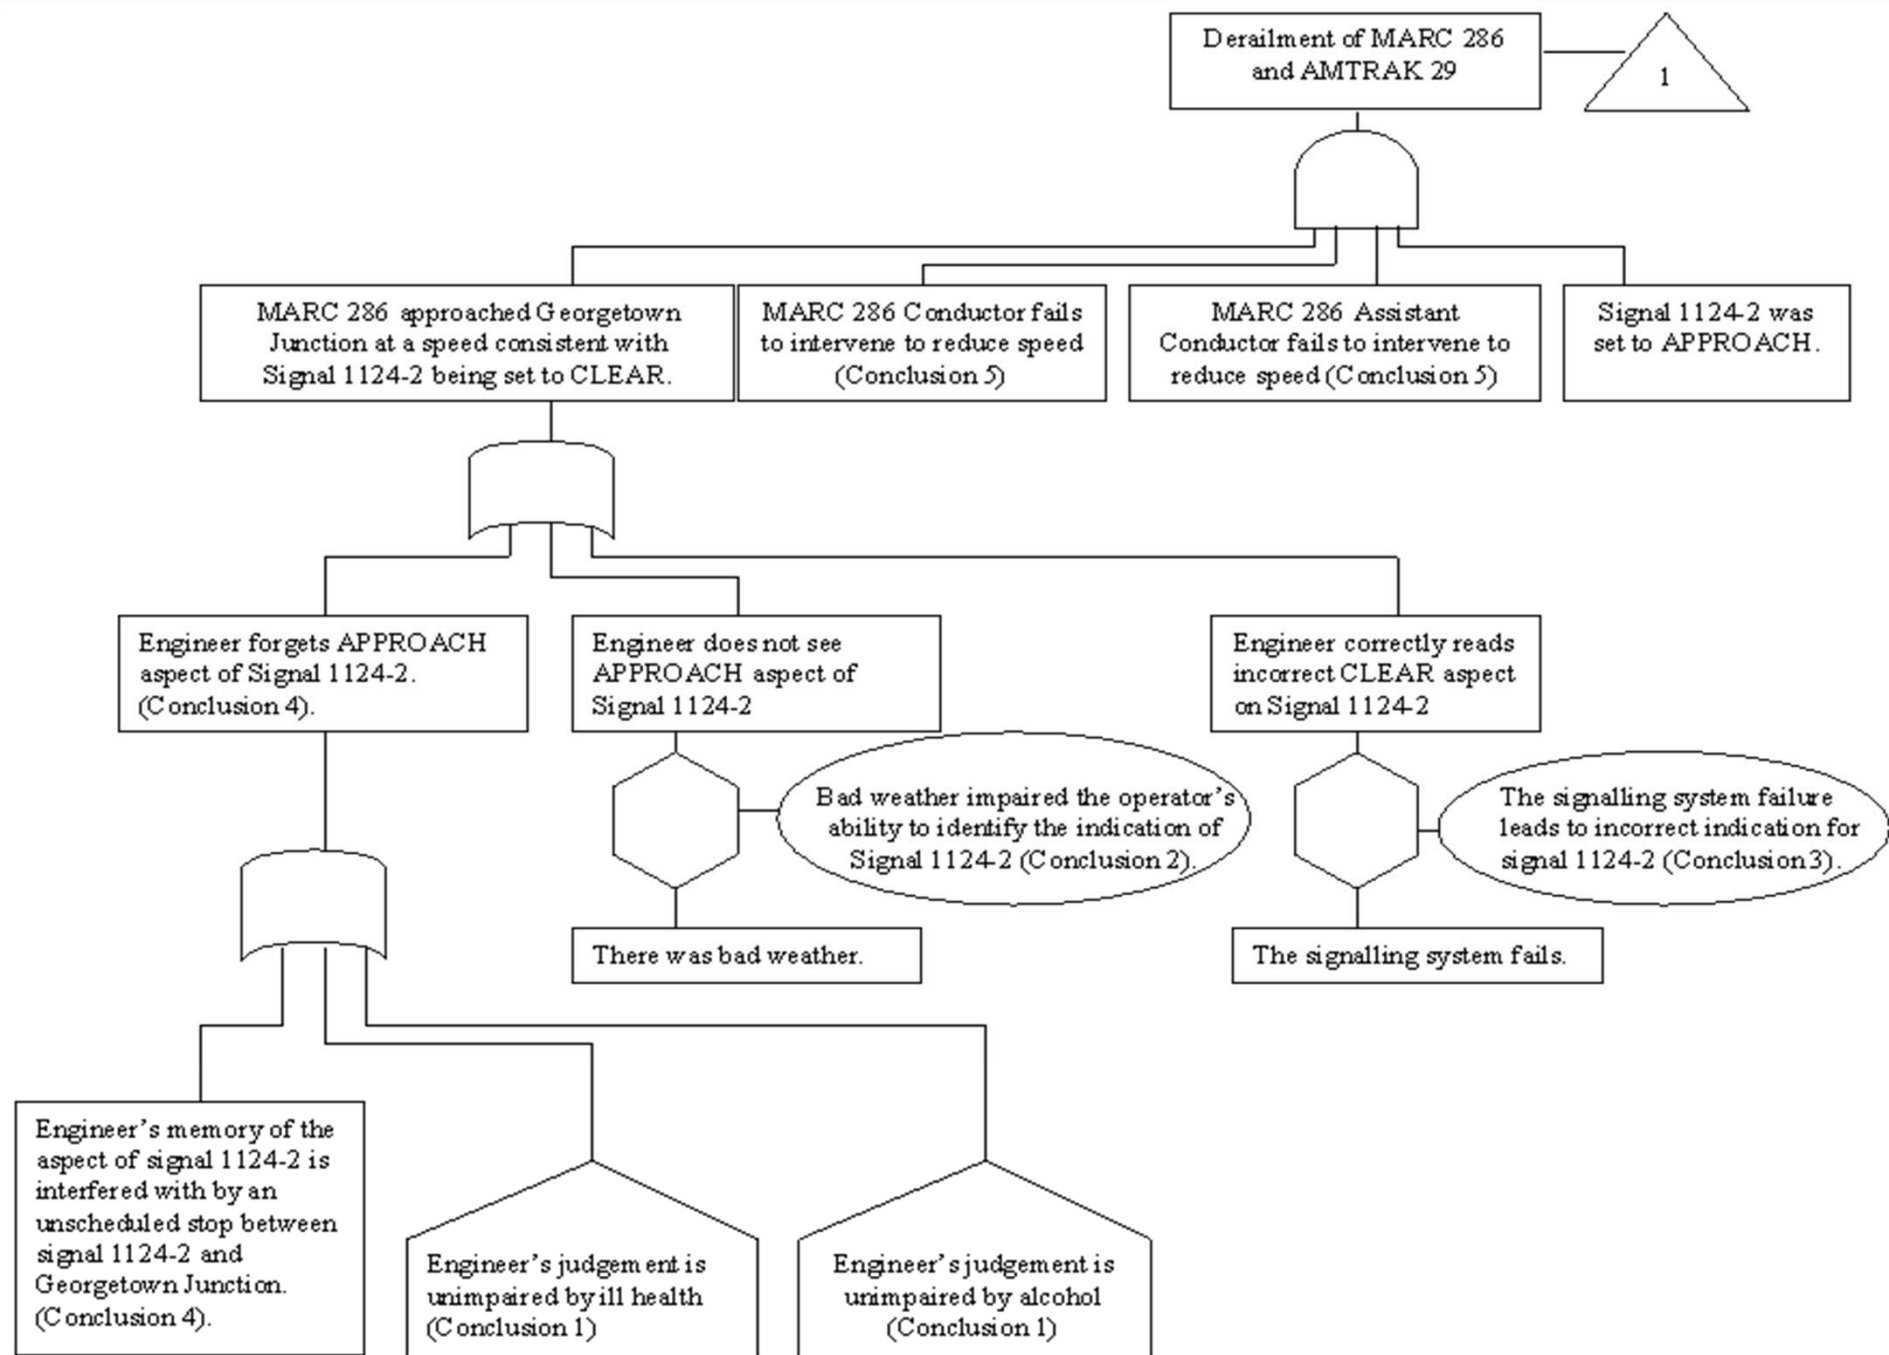 Derailment of MARC 286
and AMTRAK 29
1
MARC 286 approached Georgetown
Junction at a speed consistent with
Signal 1124-2 being set to CLEAR.
MARC 286 Conductor fails
to intervene to reduce speed
(Conclusion 5)
MARC 286 Assistant
Conductor fails to intervene to
reduce speed (Conclusion 5)
Signal 1124-2 was
set to APPROACH.
Engineer forgets APPROACH
aspect of Signal 1124-2.
(Conclusion 4).
Engineer does not see
APPROACH aspect of
Signal 1124-2
Engineer correctly reads
incorrect CLEAR aspect
on Signal 1124-2
Bad weather impaired the operator's
ability to identify the indication of
Signal 1124-2 (Conclusion 2).
The signalling system failure
leads to incorrect indication for
signal 1124-2 (Conclusion 3).
There was bad weather.
The signalling system fails.
Engineer's memory of the
aspect of signal 1124-2 is
interfered with by an
unscheduled stop between
signal 1124-2 and
Georgetown Junction.
(Conclusion 4).
Engineer's judgement is
unimpaired by ill health
(Conclusion 1)
Engineer's judgement is
unimpaired by alcohol
(Conclusion 1)